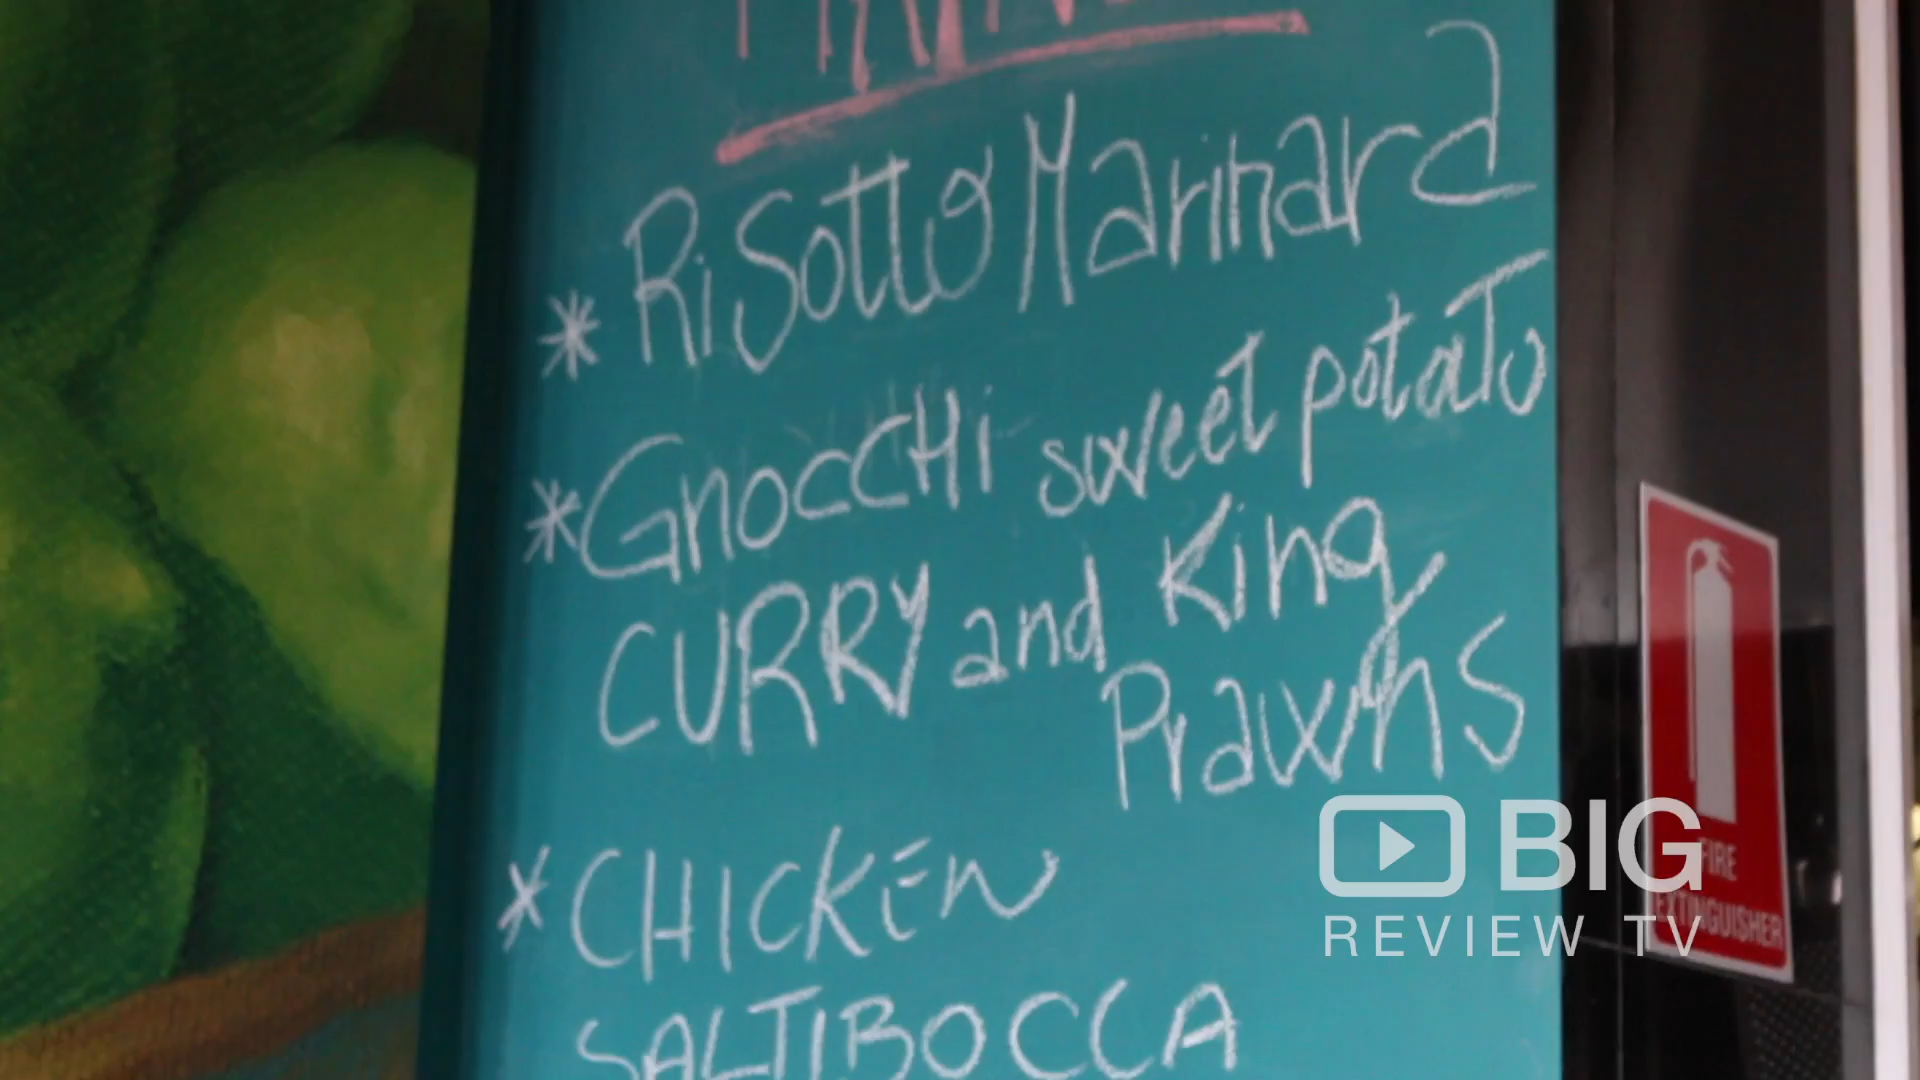 * RiSotto Marinara
* GnoccHi sweet potato
CURRY and King
Prawns
* CHICKEN
SALTIBOCCA
BIG
REVIEW TV
FIRE
EXTINGUISHER